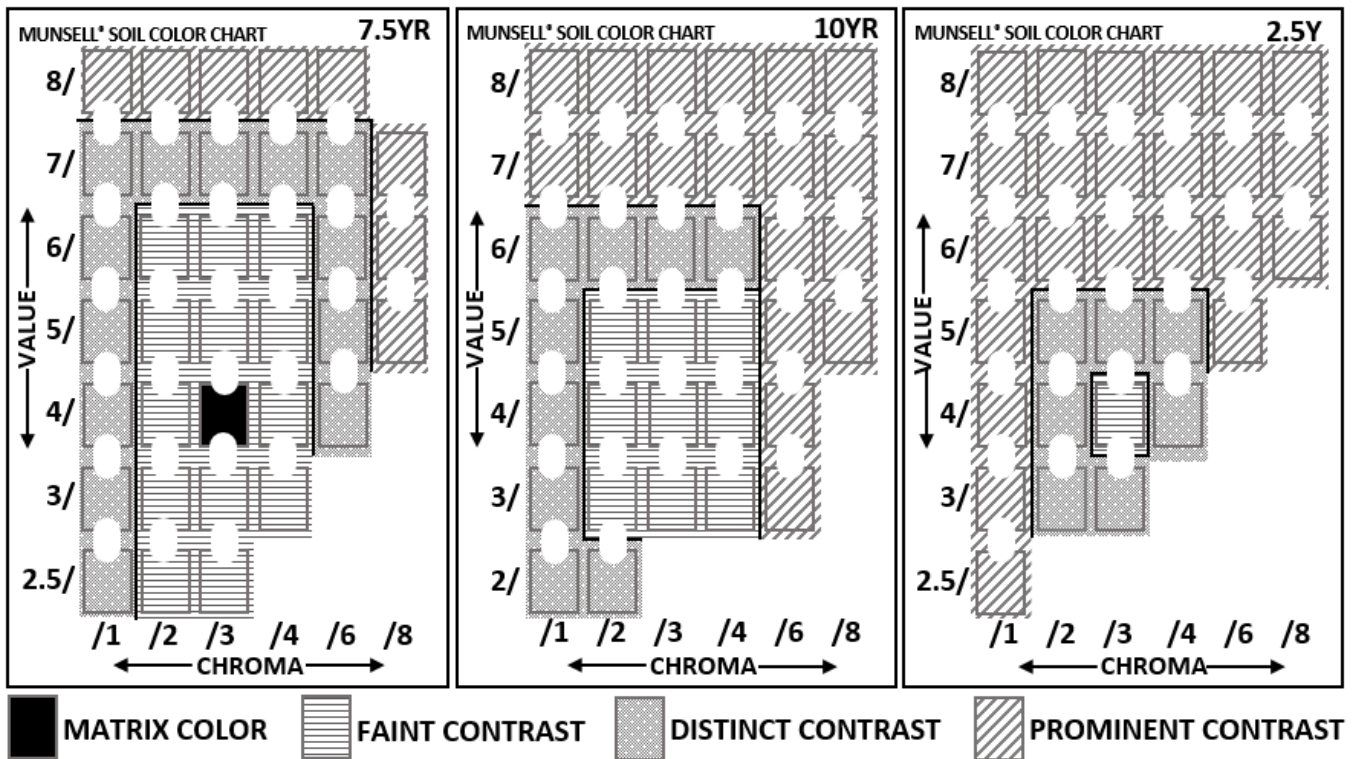 MUNSELL® SOIL COLOR CHART 7.5YR
8/
7/
6/
5/
4/
3/
2.5/
VALUE
/1 /2 /3 /4 /6 /8
CHROMA
MUNSELL® SOIL COLOR CHART 10YR
8/
7/
6/
5/
4/
3/
2/
VALUE
/1 /2 /3 /4 /6 /8
CHROMA
MUNSELL® SOIL COLOR CHART 2.5Y
8/
7/
6/
5/
4/
3/
2.5/
VALUE
/1 /2 /3 /4 /6 /8
CHROMA
MATRIX COLOR FAINT CONTRAST DISTINCT CONTRAST PROMINENT CONTRAST